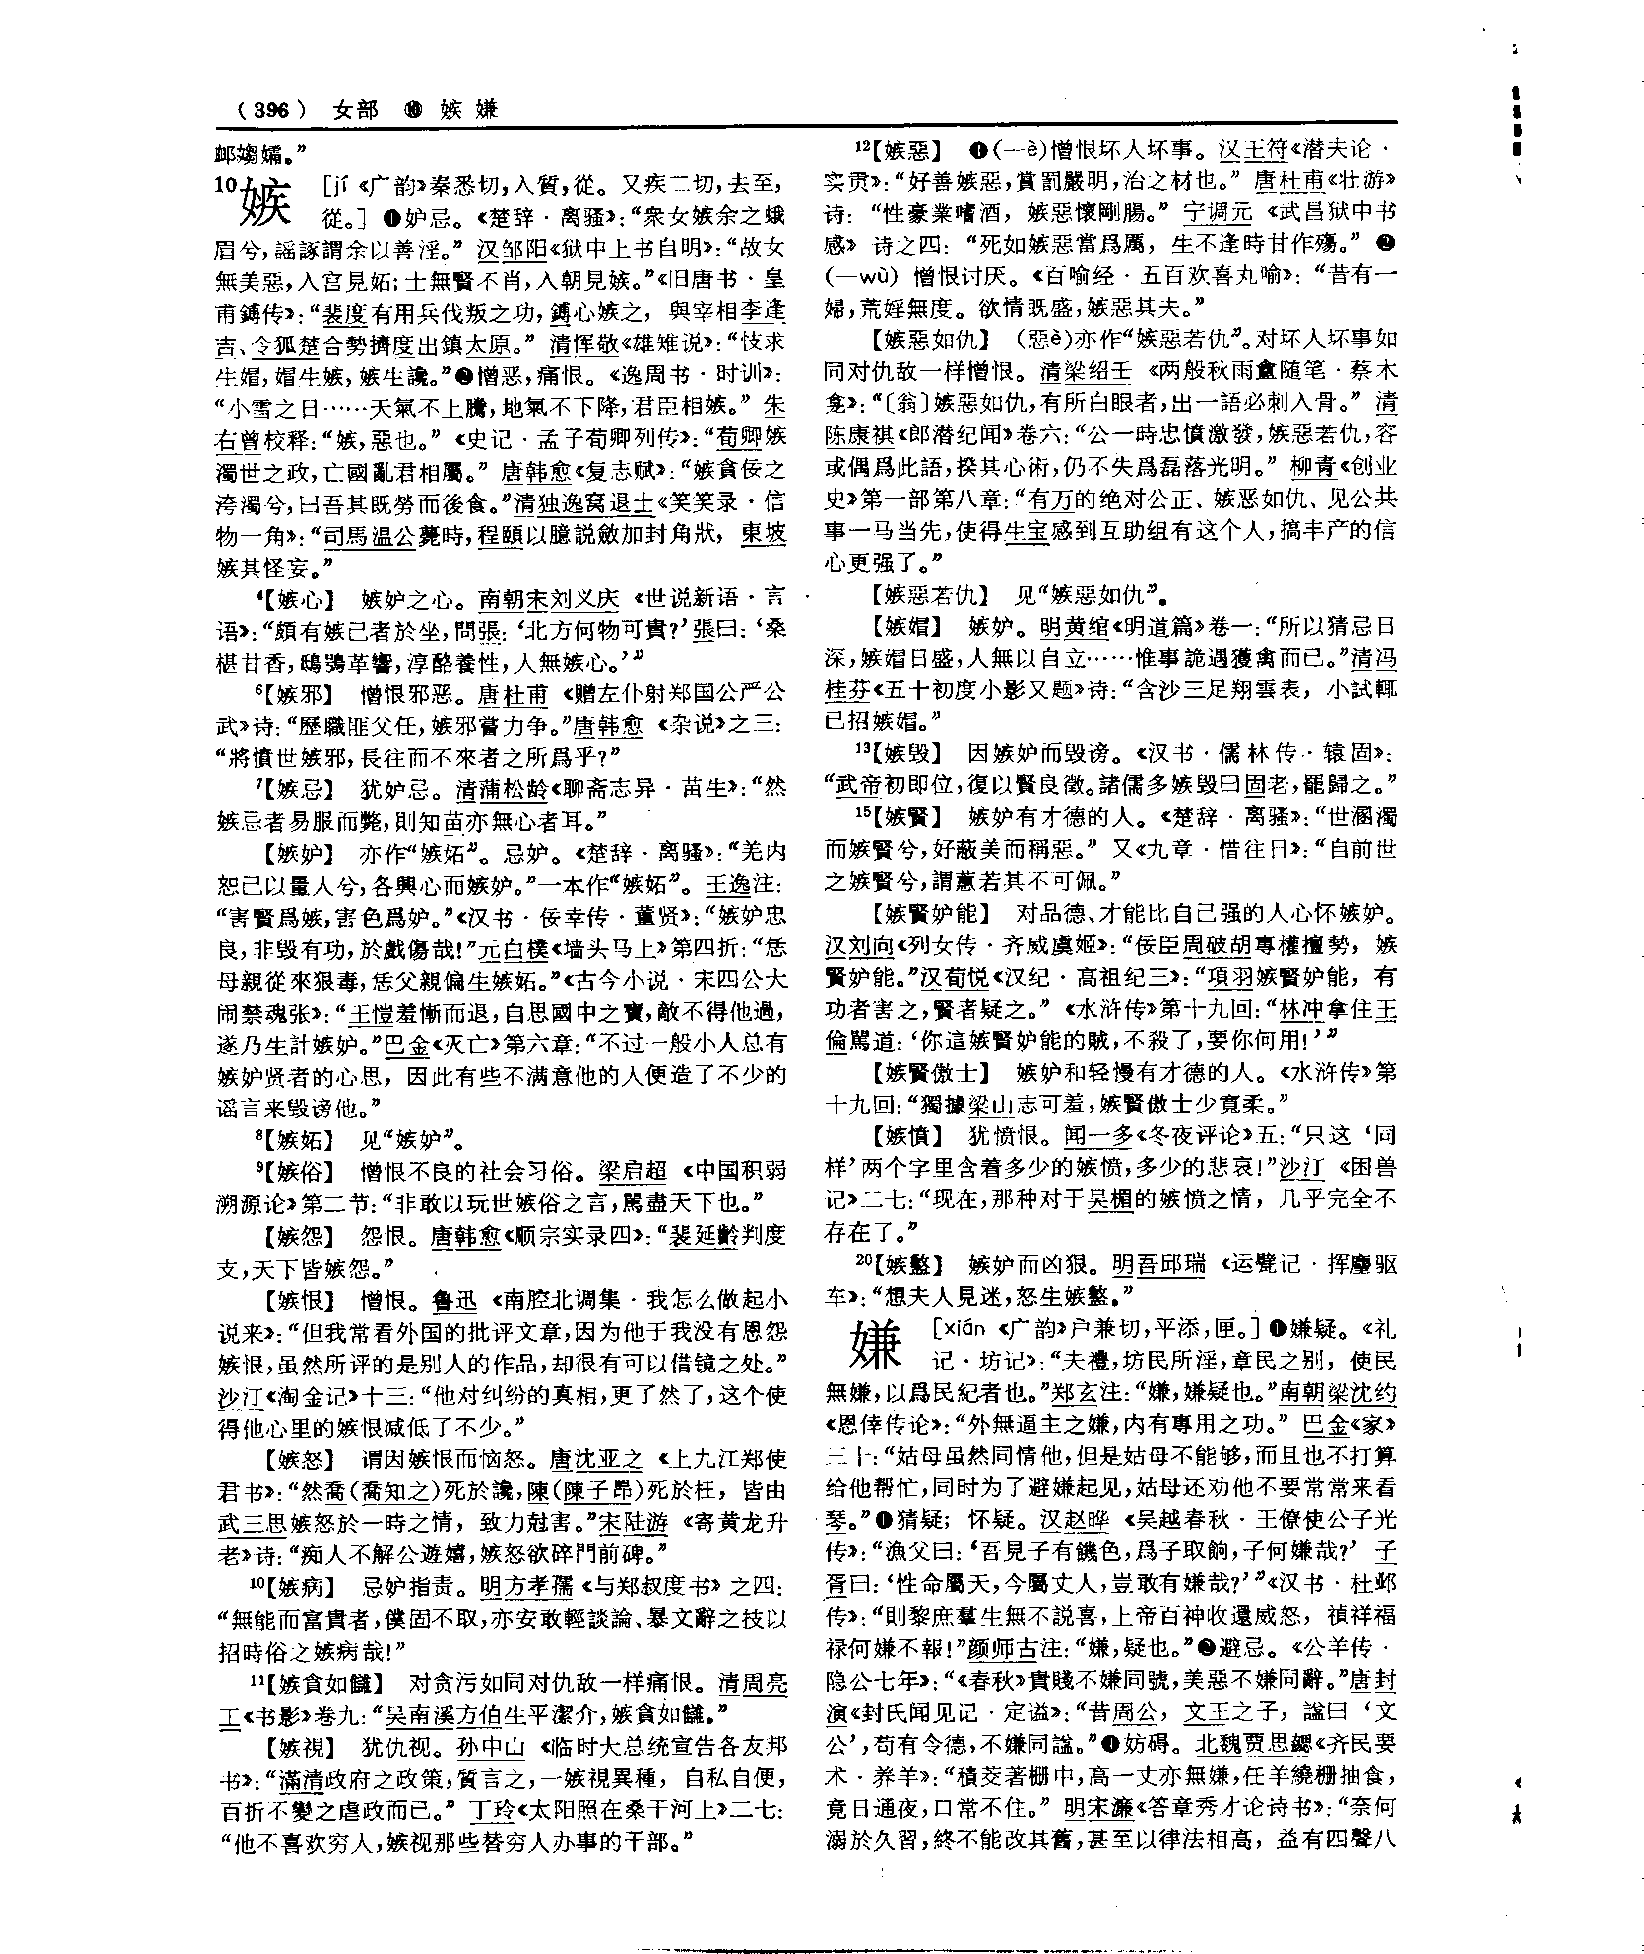 （396） 女部 ❿ 嫉 嫌
邮嫋嬬。”
10嫉 [jí《广韵》秦悉切，入質，從。又疾二切，去至，
從。] ❶妒忌。《楚辞·离骚》：“衆女嫉余之蛾
眉兮，謡諑謂余以善淫。”汉邹阳《狱中上书自明》：“故女
無美惡，入宫見妬；士無賢不肖，入朝見嫉。”《旧唐书·皇
甫鎛传》：“裴度有用兵伐叛之功，鎛心嫉之，與宰相李逢
吉、令狐楚合勢擠度出鎮太原。”清恽敬《雄雉说》：“忮求
生媢，媢生嫉，嫉生讒。”❷憎恶，痛恨。《逸周书·时训》：
“小雪之日……天氣不上騰，地氣不下降，君臣相嫉。”朱
右曾校释：“嫉，惡也。”《史记·孟子荀卿列传》：“荀卿嫉
濁世之政，亡國亂君相屬。”唐韩愈《复志赋》：“嫉貪佞之
洿濁兮，曰吾其既勞而後食。”清独逸窝退士《笑笑录·信
物一角》：“司馬温公薨時，程頤以臆説斂加封角狀，東坡
嫉其怪妄。”
4【嫉心】 嫉妒之心。南朝宋刘义庆《世说新语·言
语》：“頗有嫉己者於坐，問張：‘北方何物可貴？’張曰：‘桑
椹甘香，鴟鴞革響，淳酪養性，人無嫉心。’”
6【嫉邪】 憎恨邪恶。唐杜甫《赠左仆射郑国公严公
武》诗：“歷職匪父任，嫉邪嘗力争。”唐韩愈《杂说》之三：
“將憤世嫉邪，長往而不來者之所爲乎？”
7【嫉忌】 犹妒忌。清蒲松龄《聊斋志异·苗生》：“然
嫉忌者易服而斃，則知苗亦無心者耳。”
【嫉妒】 亦作“嫉妬”。忌妒。《楚辞·离骚》：“羌内
恕己以量人兮，各興心而嫉妒。”一本作“嫉妬”。王逸注：
“害賢爲嫉，害色爲妒。”《汉书·佞幸传·董贤》：“嫉妒忠
良，非毁有功，於戲傷哉！”元白樸《墙头马上》第四折：“恁
母親從來狠毒，恁父親偏生嫉妬。”《古今小说·宋四公大
闹禁魂张》：“王愷羞慚而退，自思國中之寶，敵不得他過，
遂乃生計嫉妒。”巴金《灭亡》第六章：“不过一般小人总有
嫉妒贤者的心思，因此有些不满意他的人便造了不少的
谣言来毁谤他。”
8【嫉妬】 见“嫉妒”。
9【嫉俗】 憎恨不良的社会习俗。梁启超《中国积弱
溯源论》第二节：“非敢以玩世嫉俗之言，駡盡天下也。”
【嫉怨】 怨恨。唐韩愈《顺宗实录四》：“裴延齡判度
支，天下皆嫉怨。”
【嫉恨】 憎恨。鲁迅《南腔北调集·我怎么做起小
说来》：“但我常看外国的批评文章，因为他于我没有恩怨
嫉恨，虽然所评的是别人的作品，却很有可以借镜之处。”
沙汀《淘金记》十三：“他对纠纷的真相，更了然了，这个使
得他心里的嫉恨减低了不少。”
【嫉怒】 谓因嫉恨而恼怒。唐沈亚之《上九江郑使
君书》：“然喬（喬知之）死於讒，陳（陳子昂）死於枉，皆由
武三思嫉怒於一時之情，致力尅害。”宋陆游《寄黄龙升
老》诗：“痴人不解公遊嬉，嫉怒欲碎門前碑。”
10【嫉病】 忌妒指责。明方孝孺《与郑叔度书》之四：
“無能而富貴者，僕固不取，亦安敢輕談論、暴文辭之技以
招時俗之嫉病哉！”
11【嫉貪如讎】 对贪污如同对仇敌一样痛恨。清周亮
工《书影》卷九：“吴南溪方伯生平潔介，嫉貪如讎。”
【嫉視】 犹仇视。孙中山《临时大总统宣告各友邦
书》：“滿清政府之政策，質言之，一嫉視異種，自私自便，
百折不變之虐政而已。”丁玲《太阳照在桑干河上》二七：
“他不喜欢穷人，嫉视那些替穷人办事的干部。”
12【嫉惡】 ❶（—è）憎恨坏人坏事。汉王符《潜夫论·
实贡》：“好善嫉惡，賞罰嚴明，治之材也。”唐杜甫《壮游》
诗：“性豪業嗜酒，嫉惡懷剛腸。”宁调元《武昌狱中书
感》诗之四：“死如嫉惡當爲厲，生不逢時甘作殤。”❷
（—wù）憎恨讨厌。《百喻经·五百欢喜丸喻》：“昔有一
婦，荒婬無度。欲情既盛，嫉惡其夫。”
【嫉惡如仇】 （惡è）亦作“嫉惡若仇”。对坏人坏事如
同对仇敌一样憎恨。清梁绍壬《两般秋雨盦随笔·蔡木
龛》：“〔翁〕嫉惡如仇，有所白眼者，出一語必刺入骨。”清
陈康祺《郎潜纪闻》卷六：“公一時忠憤激發，嫉惡若仇，容
或偶爲此語，揆其心術，仍不失爲磊落光明。”柳青《创业
史》第一部第八章：“有万的绝对公正、嫉恶如仇、见公共
事一马当先，使得生宝感到互助组有这个人，搞丰产的信
心更强了。”
【嫉惡若仇】 见“嫉惡如仇”。
【嫉媢】 嫉妒。明黄绾《明道篇》卷一：“所以猜忌日
深，嫉媢日盛，人無以自立……惟事詭遇獲禽而已。”清冯
桂芬《五十初度小影又题》诗：“含沙三足翔雲表，小試輒
已招嫉媢。”
13【嫉毁】 因嫉妒而毁谤。《汉书·儒林传·辕固》：
“武帝初即位，復以賢良徵。諸儒多嫉毁曰固老，罷歸之。”
15【嫉賢】 嫉妒有才德的人。《楚辞·离骚》：“世溷濁
而嫉賢兮，好蔽美而稱惡。”又《九章·惜往日》：“自前世
之嫉賢兮，謂蕙若其不可佩。”
【嫉賢妒能】 对品德、才能比自己强的人心怀嫉妒。
汉刘向《列女传·齐威虞姬》：“佞臣周破胡專權擅勢，嫉
賢妒能。”汉荀悦《汉纪·高祖纪三》：“項羽嫉賢妒能，有
功者害之，賢者疑之。”《水浒传》第十九回：“林冲拿住王
倫駡道：‘你這嫉賢妒能的賊，不殺了，要你何用！’”
【嫉賢傲士】 嫉妒和轻慢有才德的人。《水浒传》第
十九回：“獨據梁山志可羞，嫉賢傲士少寬柔。”
【嫉憤】 犹愤恨。闻一多《冬夜评论》五：“只这‘同
样’两个字里含着多少的嫉愤，多少的悲哀！”沙汀《困兽
记》二七：“现在，那种对于吴楣的嫉愤之情，几乎完全不
存在了。”
20【嫉盭】 嫉妒而凶狠。明吾邱瑞《运甓记·挥麈驱
车》：“想夫人見迷，怒生嫉盭。”
嫌 [xián《广韵》户兼切，平添，匣。] ❶嫌疑。《礼
记·坊记》：“夫禮，坊民所淫，章民之别，使民
無嫌，以爲民紀者也。”郑玄注：“嫌，嫌疑也。”南朝梁沈约
《恩倖传论》：“外無逼主之嫌，内有專用之功。”巴金《家》
三十：“姑母虽然同情他，但是姑母不能够，而且也不打算
给他帮忙，同时为了避嫌起见，姑母还劝他不要常常来看
琴。”❶猜疑；怀疑。汉赵晔《吴越春秋·王僚使公子光
传》：“漁父曰：‘吾見子有饑色，爲子取餉，子何嫌哉？’子
胥曰：‘性命屬天，今屬丈人，豈敢有嫌哉？’”《汉书·杜邺
传》：“則黎庶羣生無不説喜，上帝百神收還威怒，禎祥福
禄何嫌不報！”颜师古注：“嫌，疑也。”❷避忌。《公羊传·
隐公七年》：“《春秋》貴賤不嫌同號，美惡不嫌同辭。”唐封
演《封氏闻见记·定谥》：“昔周公，文王之子，謚曰‘文
公’，苟有令德，不嫌同謚。”❶妨碍。北魏贾思勰《齐民要
术·养羊》：“積茭著栅中，高一丈亦無嫌，任羊繞栅抽食，
竟日通夜，口常不住。”明宋濂《答章秀才论诗书》：“奈何
溺於久習，終不能改其舊，甚至以律法相高，益有四聲八